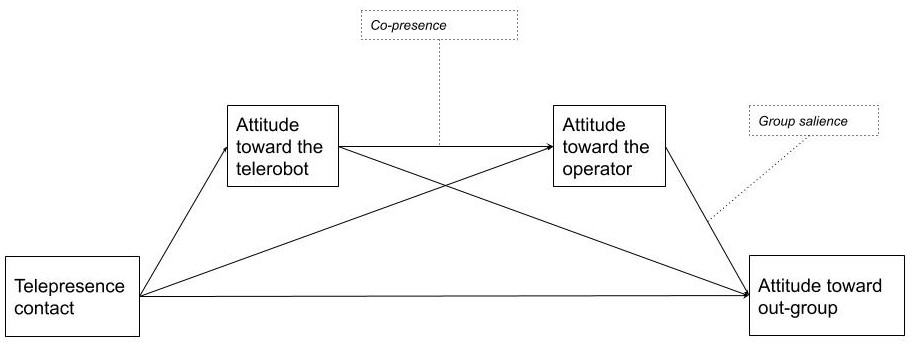 Co-presence
Attitude
toward the
telerobot
Attitude
toward the
operator
Group salience
Telepresence
contact
Attitude toward
out-group